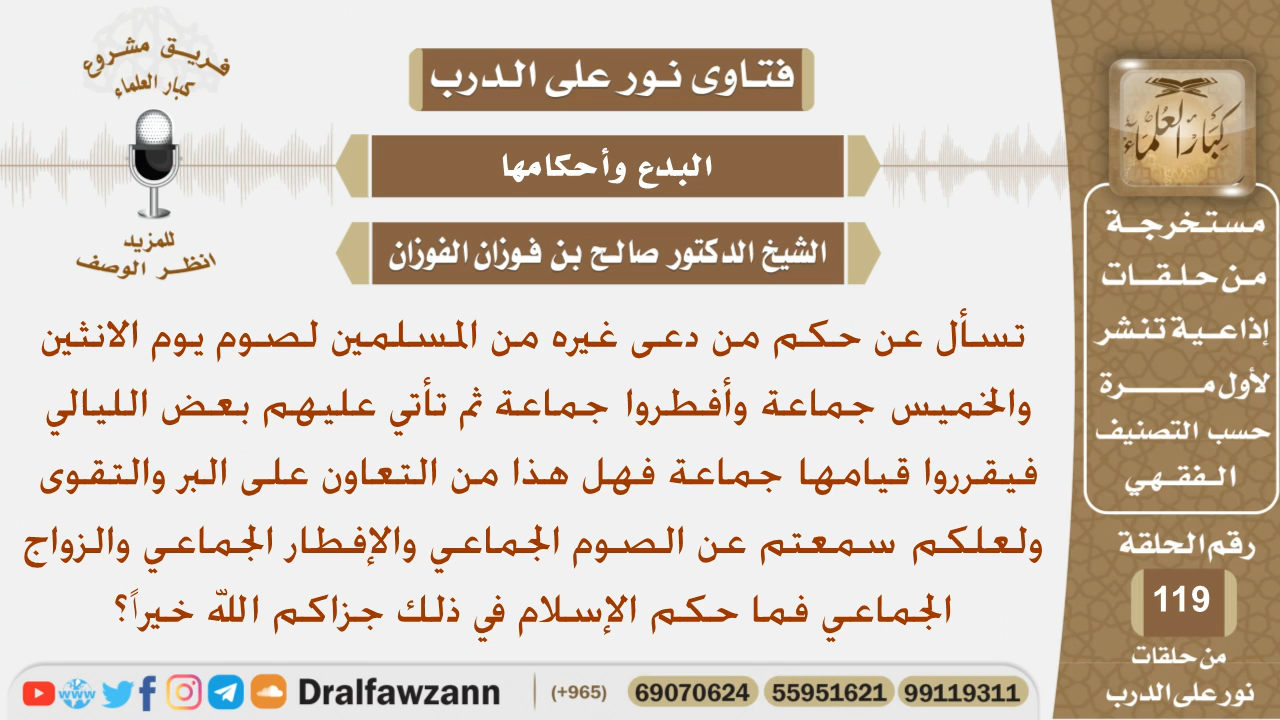 فريق مشروع
كبار العلماء
للمزيد
انظر الوصف
فتاوى نور على الدرب
البدع وأحكامها
الشيخ الدكتور صالح بن فوزان الفوزان
تسأل عن حكم من دعى غيره من المسلمين لصوم يوم الانثين
والخميس جماعة وأفطروا جماعة ثم تأتي عليهم بعض الليالي
فيقرروا قيامها جماعة فهل هذا من التعاون على البر والتقوى
ولعلكم سمعتم عن الصوم الجماعي والإفطار الجماعي والزواج
الجماعي فما حكم الإسلام في ذلك جزاكم الله خيراً؟
كبار العلماء
مستخرجة
من حلقات
إذاعية تنشر
لأول مرة
حسب التصنيف
الفقهي
رقم الحلقة
119
من حلقات
نور على الدرب
www Dralfawzann (+965) 69070624 55951621 99119311